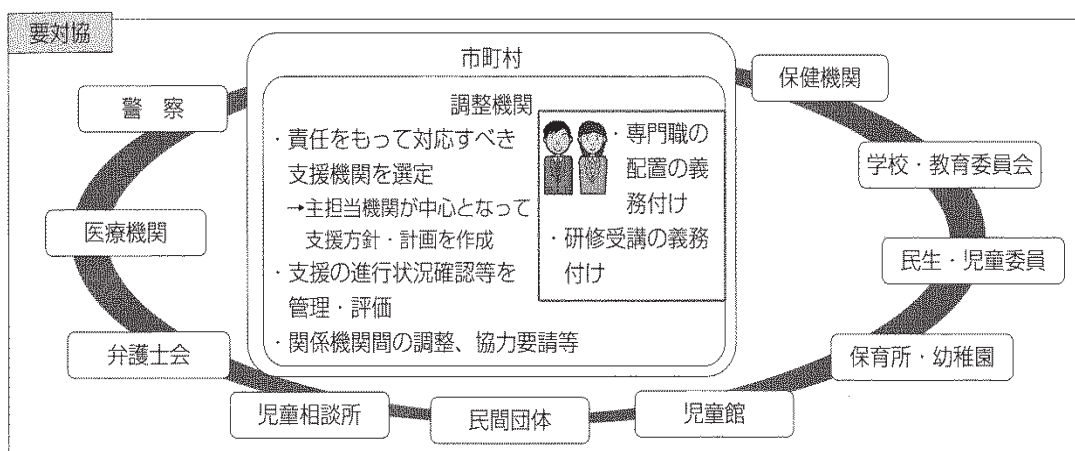 要対協
市町村
調整機関
・責任をもって対応すべき
支援機関を選定
→主担当機関が中心となって
支援方針・計画を作成
・支援の進行状況確認等を
管理・評価
・関係機関間の調整、協力要請等
・専門職の
配置の義
務付け
・研修受講の義務
付け
警 察
医療機関
弁護士会
児童相談所
民間団体
児童館
保育所・幼稚園
民生・児童委員
学校・教育委員会
保健機関